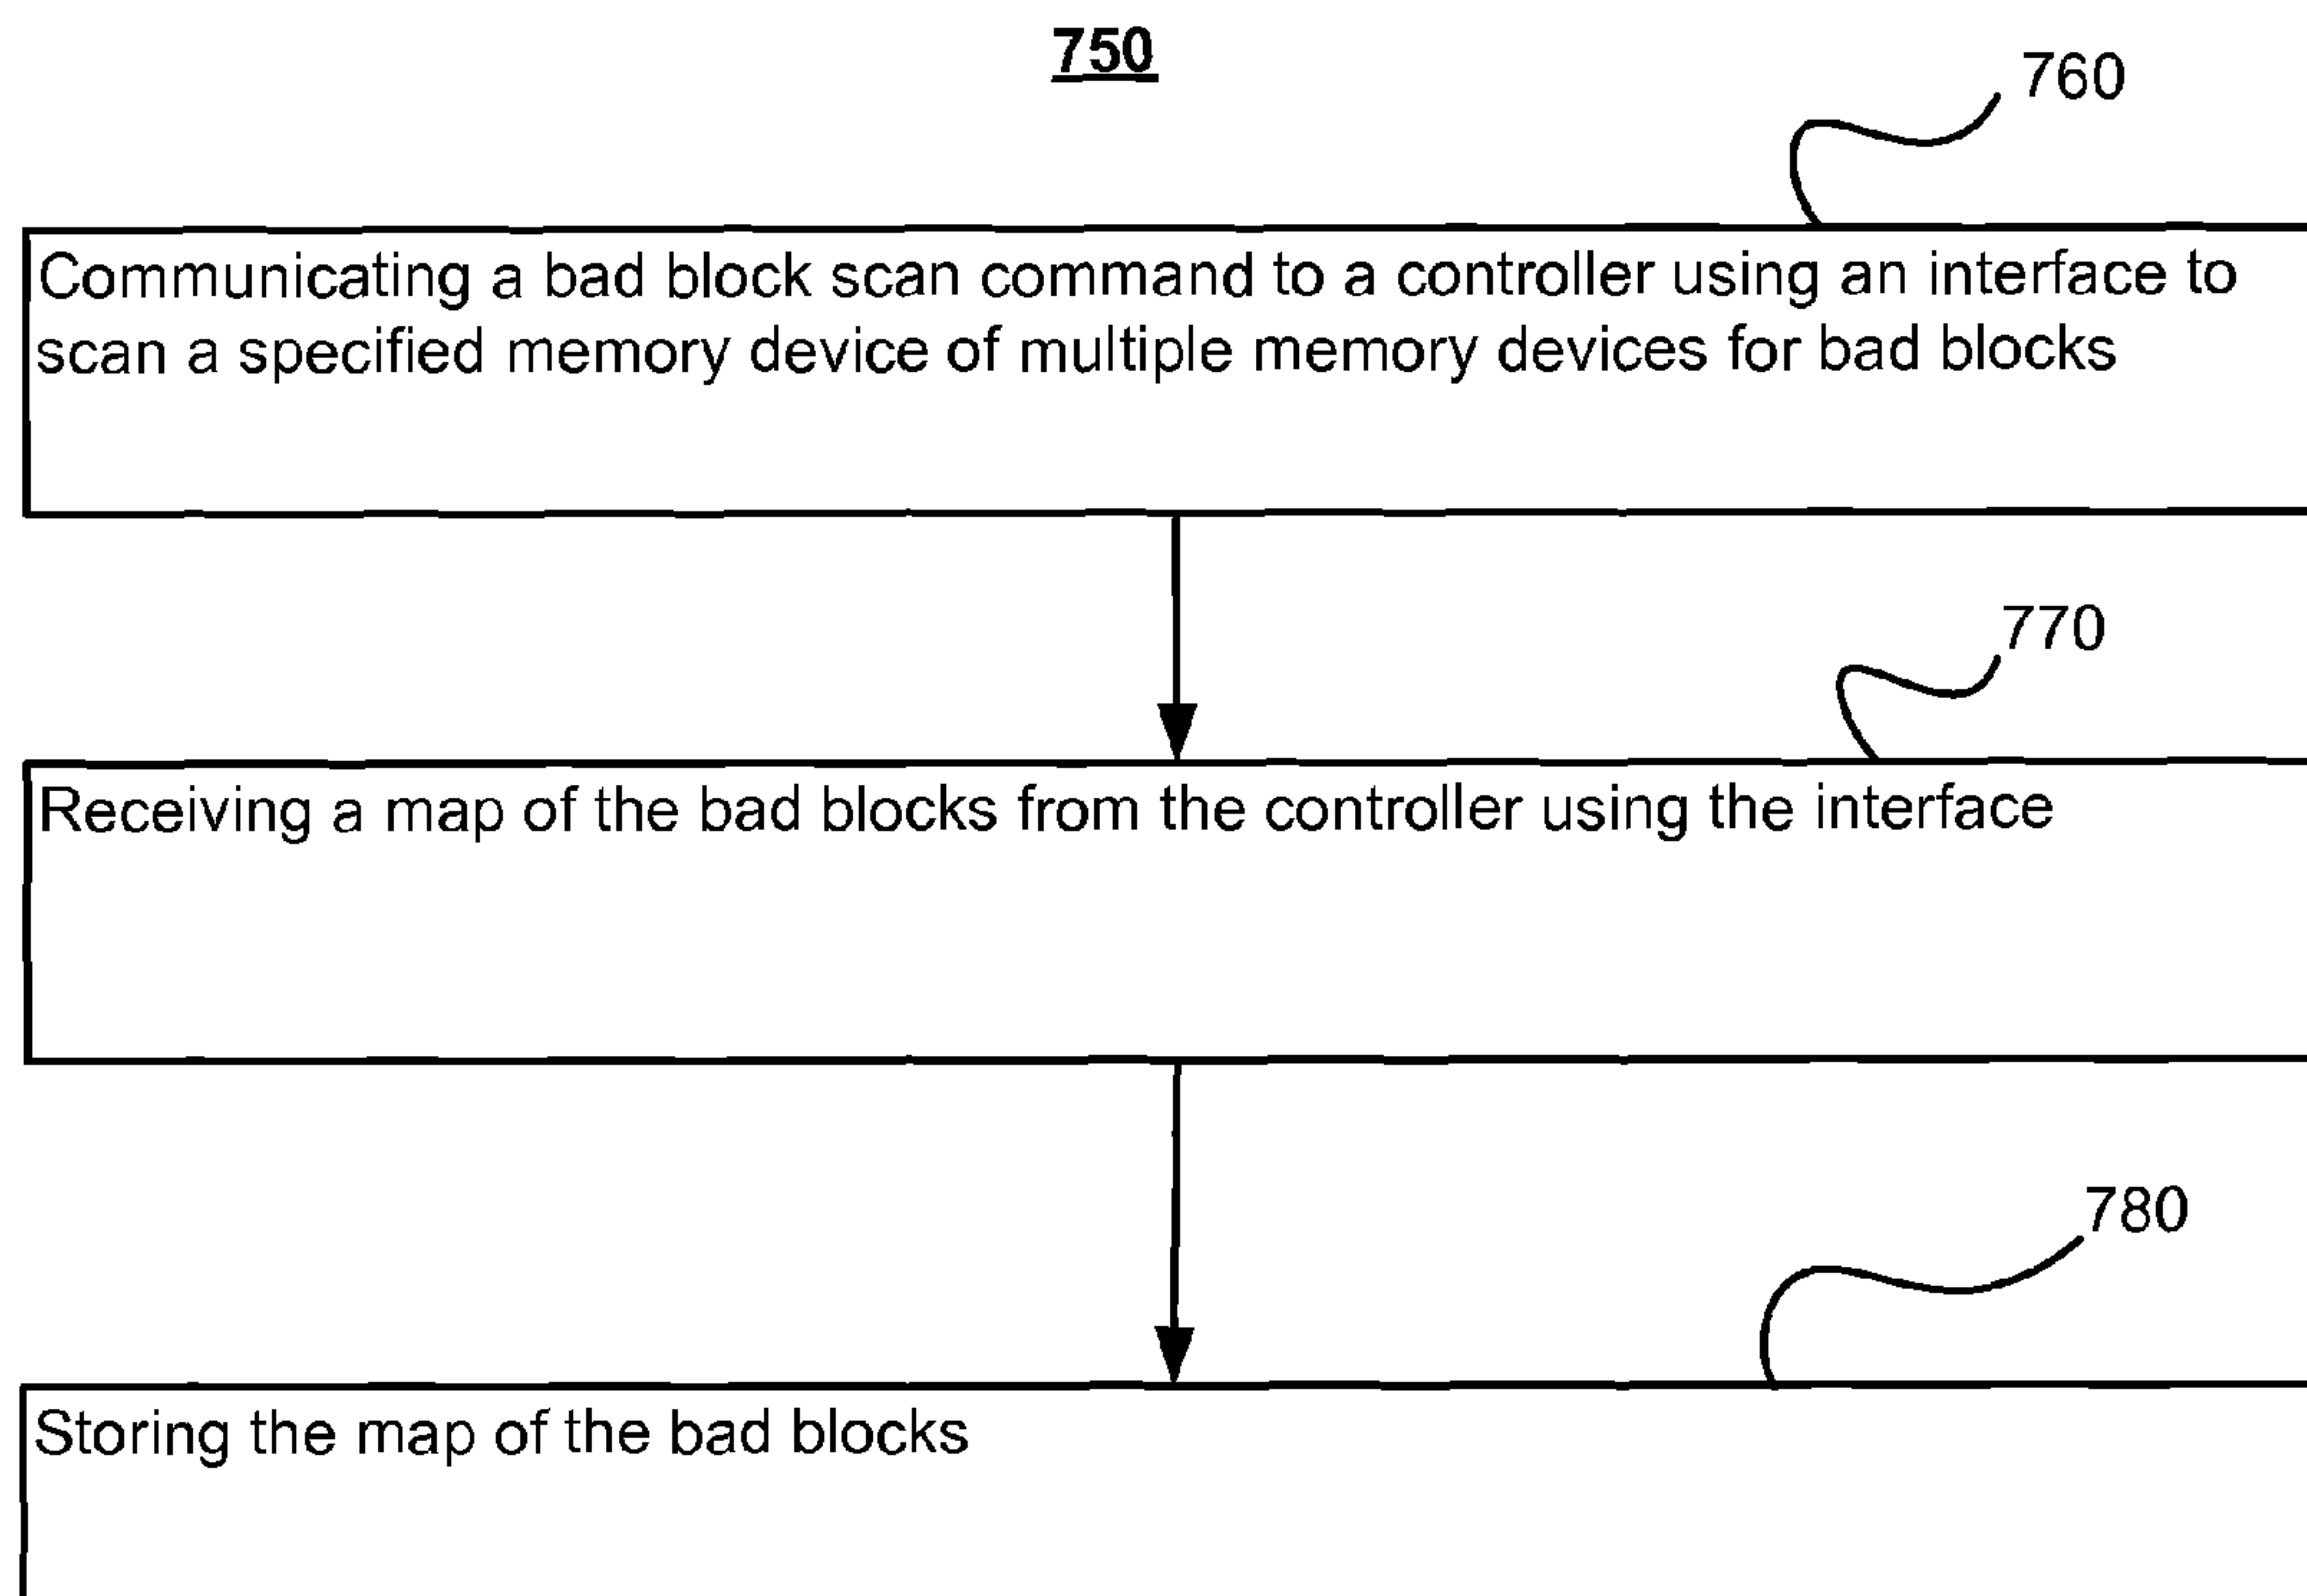 750
760
Communicating a bad block scan command to a controller using an interface to
scan a specified memory device of multiple memory devices for bad blocks
770
Receiving a map of the bad blocks from the controller using the interface
780
Storing the map of the bad blocks